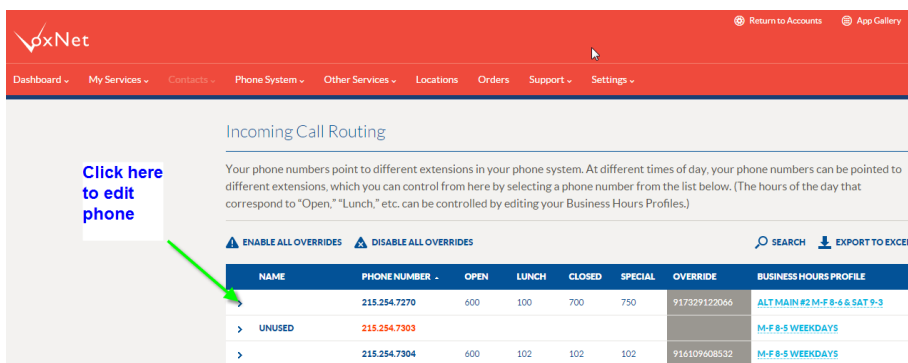 Return to Accounts App Gallery
VoxNet
Dashboard My Services Contacts Phone System Other Services Locations Orders Support Settings
Incoming Call Routing
Your phone numbers point to different extensions in your phone system. At different times of day, your phone numbers can be pointed to
different extensions, which you can control from here by selecting a phone number from the list below. (The hours of the day that
correspond to “Open,” “Lunch,” etc. can be controlled by editing your Business Hours Profiles.)
Click here
to edit
phone
ENABLE ALL OVERRIDES DISABLE ALL OVERRIDES SEARCH EXPORT TO EXCEL
NAME PHONE NUMBER OPEN LUNCH CLOSED SPECIAL OVERRIDE BUSINESS HOURS PROFILE
215.254.7270 600 100 700 750 917329122066 ALT MAIN #2 M-F 8-6 & SAT 9-3
UNUSED 215.254.7303 M-F 8-5 WEEKDAYS
215.254.7304 600 102 102 102 916109608532 M-F 8-5 WEEKDAYS